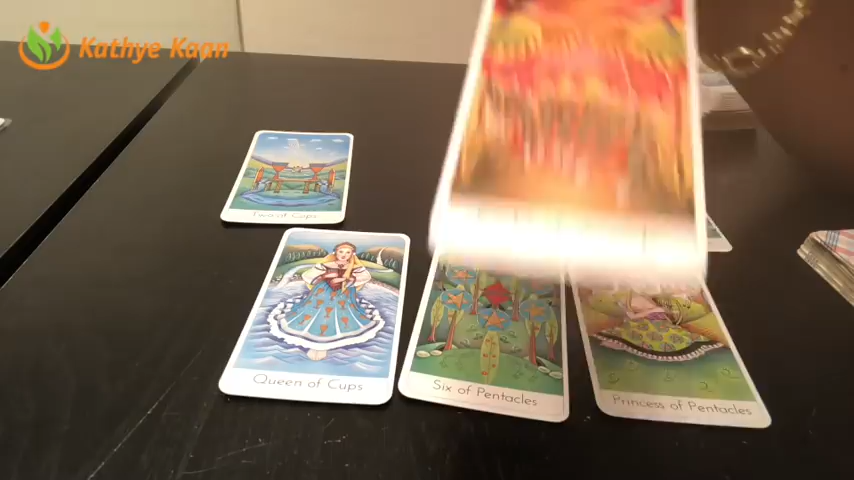 Kathye Kaan
Two of Cups
Queen of Cups
Six of Pentacles
Princess of Pentacles